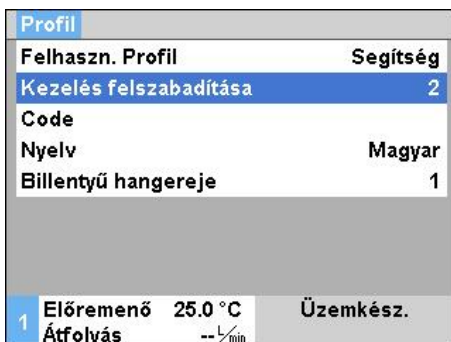 Profil
Felhaszn. Profil Segítség
Kezelés felszabadítása 2
Code
Nyelv Magyar
Billentyű hangereje 1
1 Előremenő 25.0 °C Üzemkész.
Átfolyás -- L/min